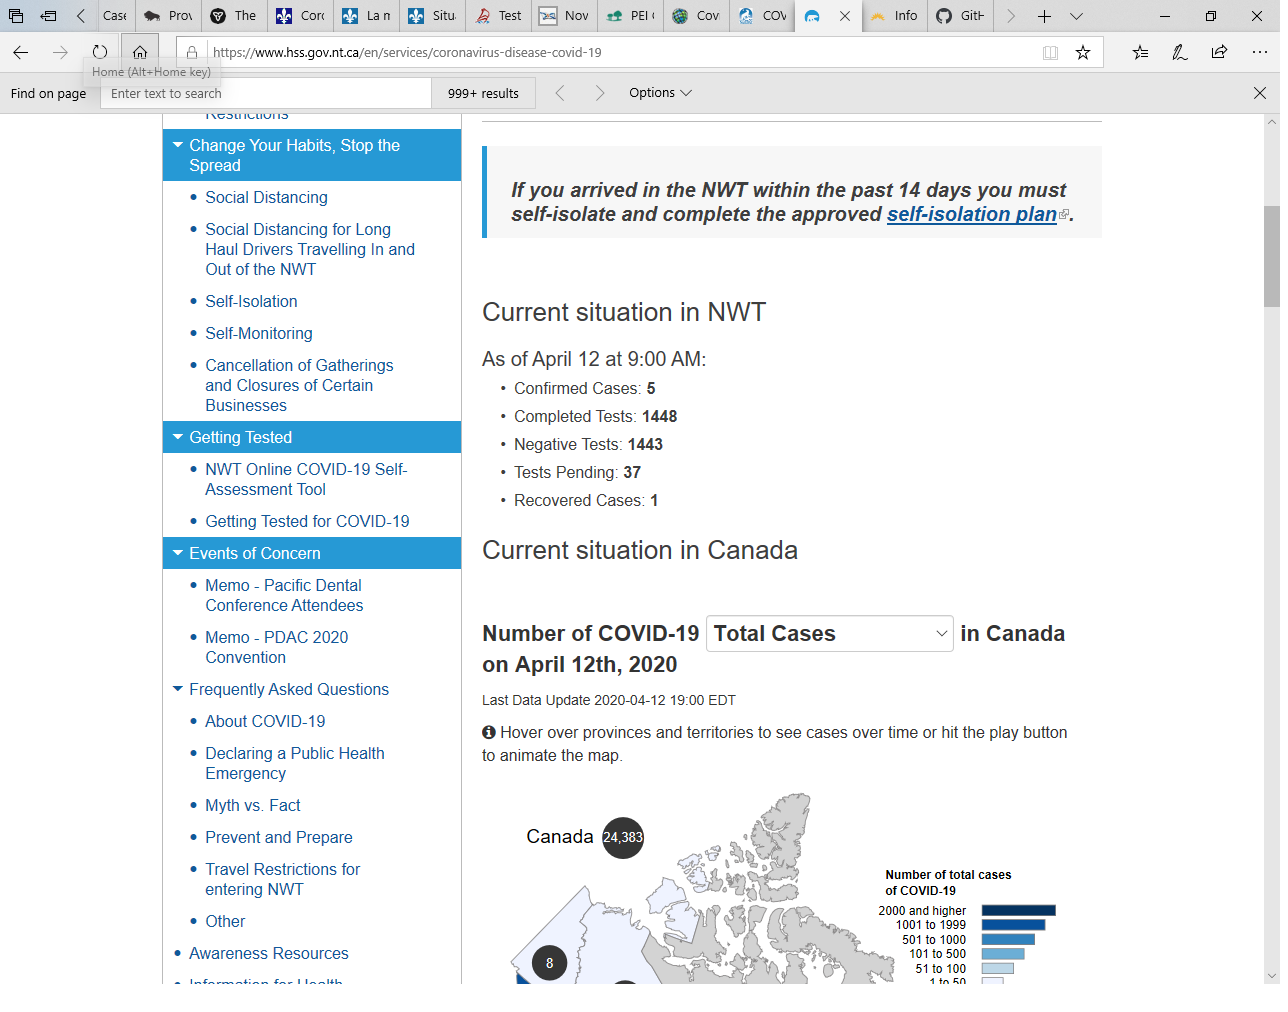 Case
Prov
The
Corc
La m
Situa
Test
Nov
PEI
Covi
COV
Info
GitH
https://www.hss.gov.nt.ca/en/services/coronavirus-disease-covid-19
Home (Alt+Home key)
Find on page
Enter text to search
999+ results
Options
Restrictions
Change Your Habits, Stop the
Spread
Social Distancing
Social Distancing for Long
Haul Drivers Travelling In and
Out of the NWT
Self-Isolation
Self-Monitoring
Cancellation of Gatherings
and Closures of Certain
Businesses
Getting Tested
NWT Online COVID-19 Self-
Assessment Tool
Getting Tested for COVID-19
Events of Concern
Memo - Pacific Dental
Conference Attendees
Memo - PDAC 2020
Convention
Frequently Asked Questions
About COVID-19
Declaring a Public Health
Emergency
Myth vs. Fact
Prevent and Prepare
Travel Restrictions for
entering NWT
Other
Awareness Resources
Information for Health
If you arrived in the NWT within the past 14 days you must
self-isolate and complete the approved self-isolation plan.
Current situation in NWT
As of April 12 at 9:00 AM:
Confirmed Cases: 5
Completed Tests: 1448
Negative Tests: 1443
Tests Pending: 37
Recovered Cases: 1
Current situation in Canada
Number of COVID-19 Total Cases in Canada
on April 12th, 2020
Last Data Update 2020-04-12 19:00 EDT
Hover over provinces and territories to see cases over time or hit the play button
to animate the map.
Canada 24,383
8
Number of total cases
of COVID-19
2000 and higher
1001 to 1999
501 to 1000
101 to 500
51 to 100
1 to 50